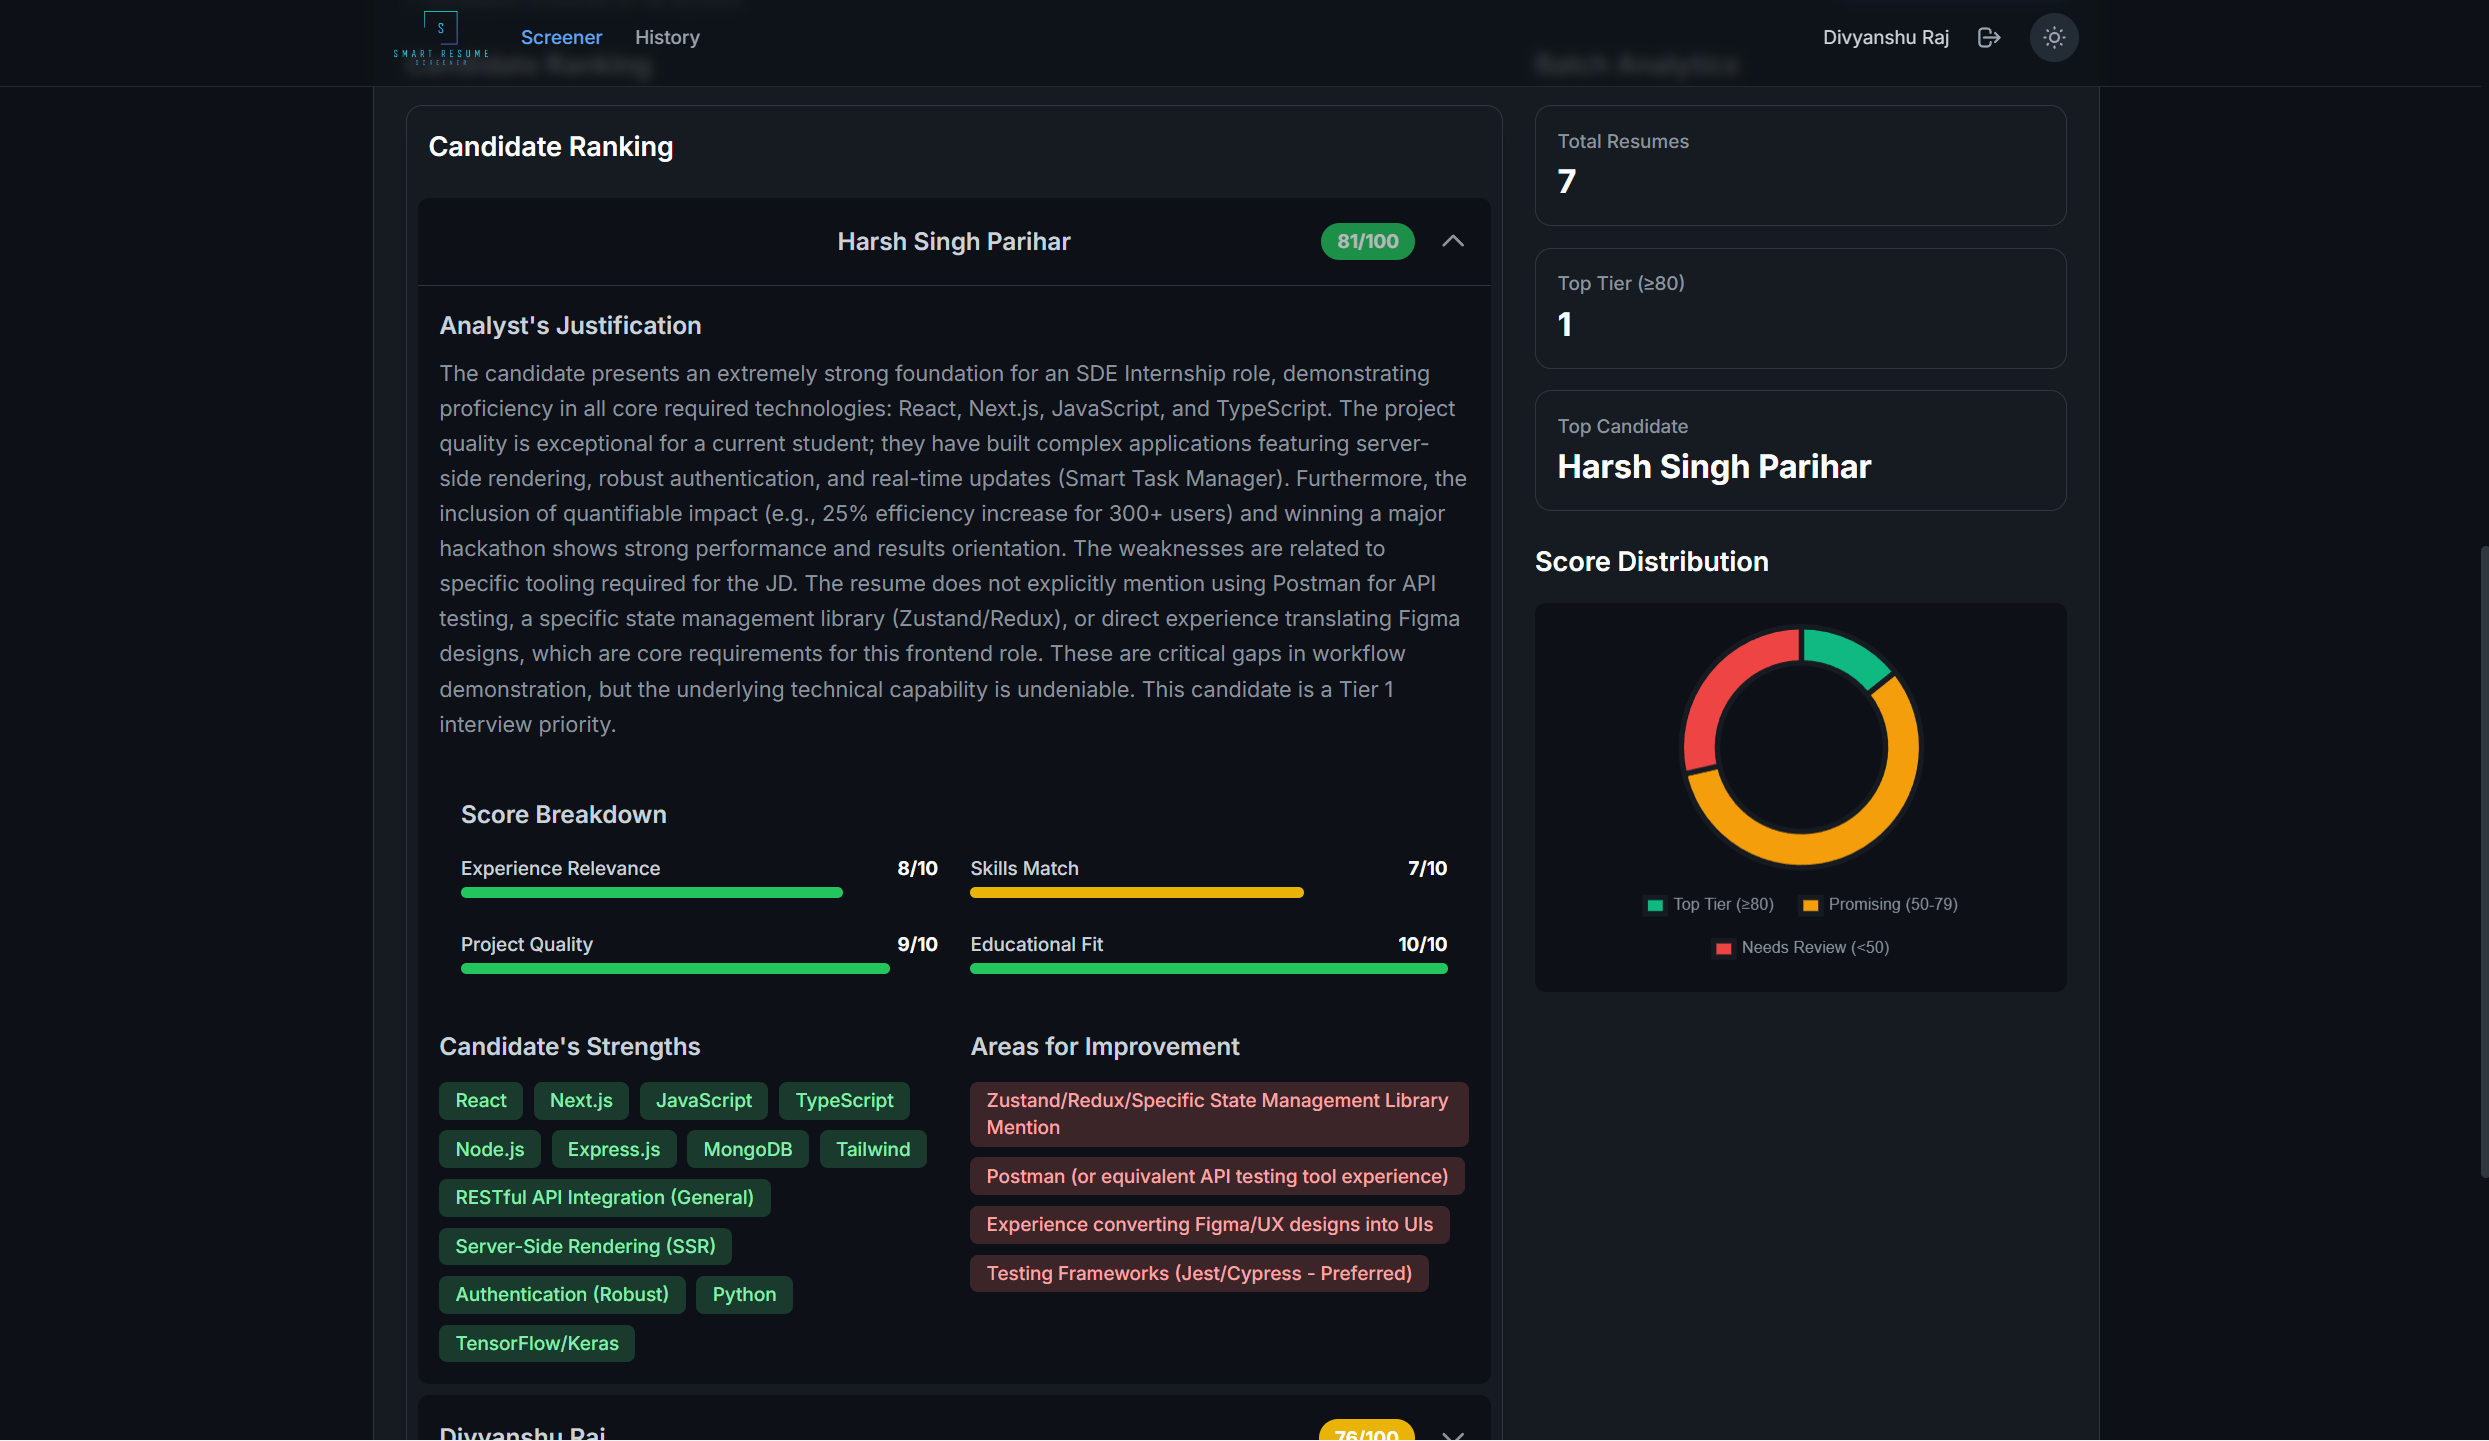 S
SMART RESUME
SCREENER
Screener
History
Divyanshu Raj
Candidate Ranking
Batch Analytics
Candidate Ranking
Harsh Singh Parihar
81/100
Analyst's Justification
The candidate presents an extremely strong foundation for an SDE Internship role, demonstrating
proficiency in all core required technologies: React, Next.js, JavaScript, and TypeScript. The project
quality is exceptional for a current student; they have built complex applications featuring server-
side rendering, robust authentication, and real-time updates (Smart Task Manager). Furthermore, the
inclusion of quantifiable impact (e.g., 25% efficiency increase for 300+ users) and winning a major
hackathon shows strong performance and results orientation. The weaknesses are related to
specific tooling required for the JD. The resume does not explicitly mention using Postman for API
testing, a specific state management library (Zustand/Redux), or direct experience translating Figma
designs, which are core requirements for this frontend role. These are critical gaps in workflow
demonstration, but the underlying technical capability is undeniable. This candidate is a Tier 1
interview priority.
Score Breakdown
Experience Relevance 8/10
Skills Match 7/10
Project Quality 9/10
Educational Fit 10/10
Candidate's Strengths
React
Next.js
JavaScript
TypeScript
Node.js
Express.js
MongoDB
Tailwind
RESTful API Integration (General)
Server-Side Rendering (SSR)
Authentication (Robust)
Python
TensorFlow/Keras
Areas for Improvement
Zustand/Redux/Specific State Management Library
Mention
Postman (or equivalent API testing tool experience)
Experience converting Figma/UX designs into UIs
Testing Frameworks (Jest/Cypress - Preferred)
Divyanshu Raj
76/100
Total Resumes
7
Top Tier (≥80)
1
Top Candidate
Harsh Singh Parihar
Score Distribution
Top Tier (≥80)
Promising (50-79)
Needs Review (<50)